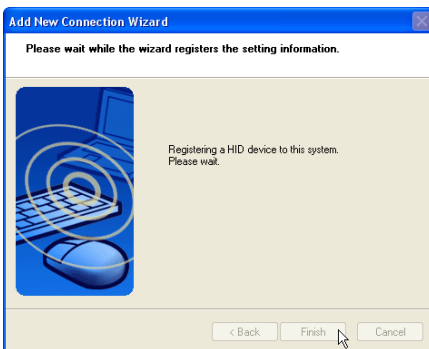 Add New Connection Wizard
Please wait while the wizard registers the setting information.
Registering a HID device to this system.
Please wait.
< Back
Finish
Cancel